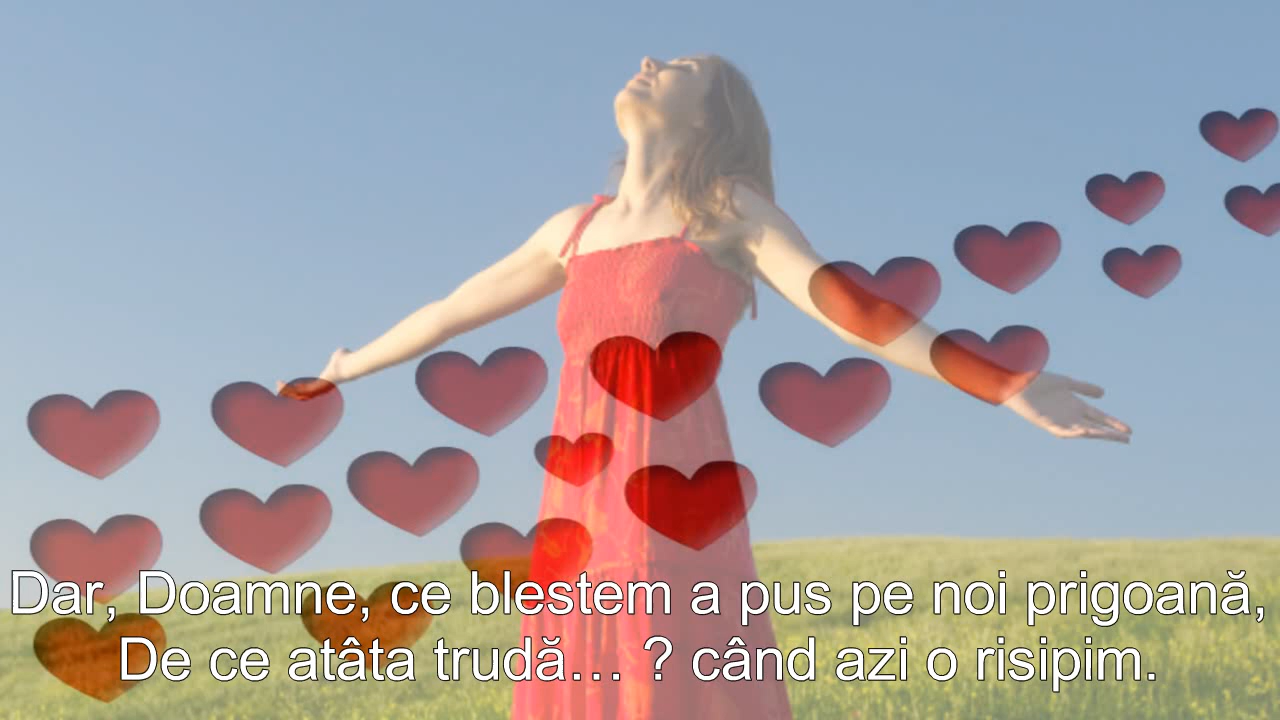 Dar, Doamne, ce blestem a pus pe noi prigoană,
De ce atâta trudă… ? când azi o risipim.